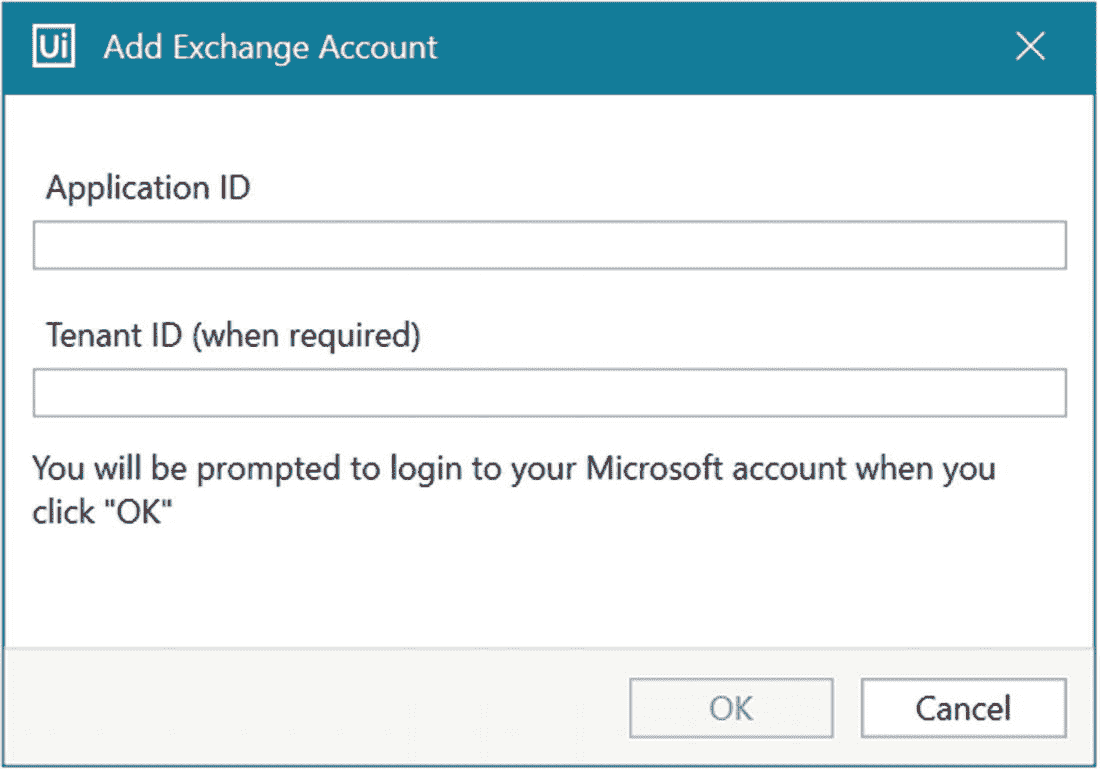 Ui Add Exchange Account
Application ID
Tenant ID (when required)
You will be prompted to login to your Microsoft account when you
click "OK"
OK Cancel